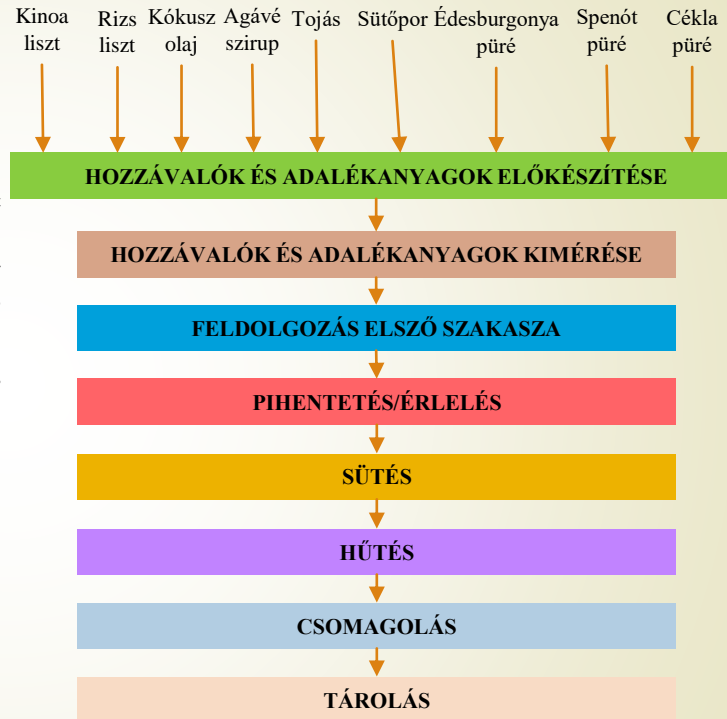 Kinoa
liszt
Rizs
liszt
Kókusz
olaj
Agávé
szirup
Tojás
Sütőpor
Édesburgonya
püré
Spenót
püré
Cékla
püré
HOZZÁVALÓK ÉS ADALÉKANYAGOK ELŐKÉSZÍTÉSE
HOZZÁVALÓK ÉS ADALÉKANYAGOK KIMÉRÉSE
FELDOLGOZÁS ELSZŐ SZAKASZA
PIHENTETÉS/ÉRLELÉS
SÜTÉS
HŰTÉS
CSOMAGOLÁS
TÁROLÁS